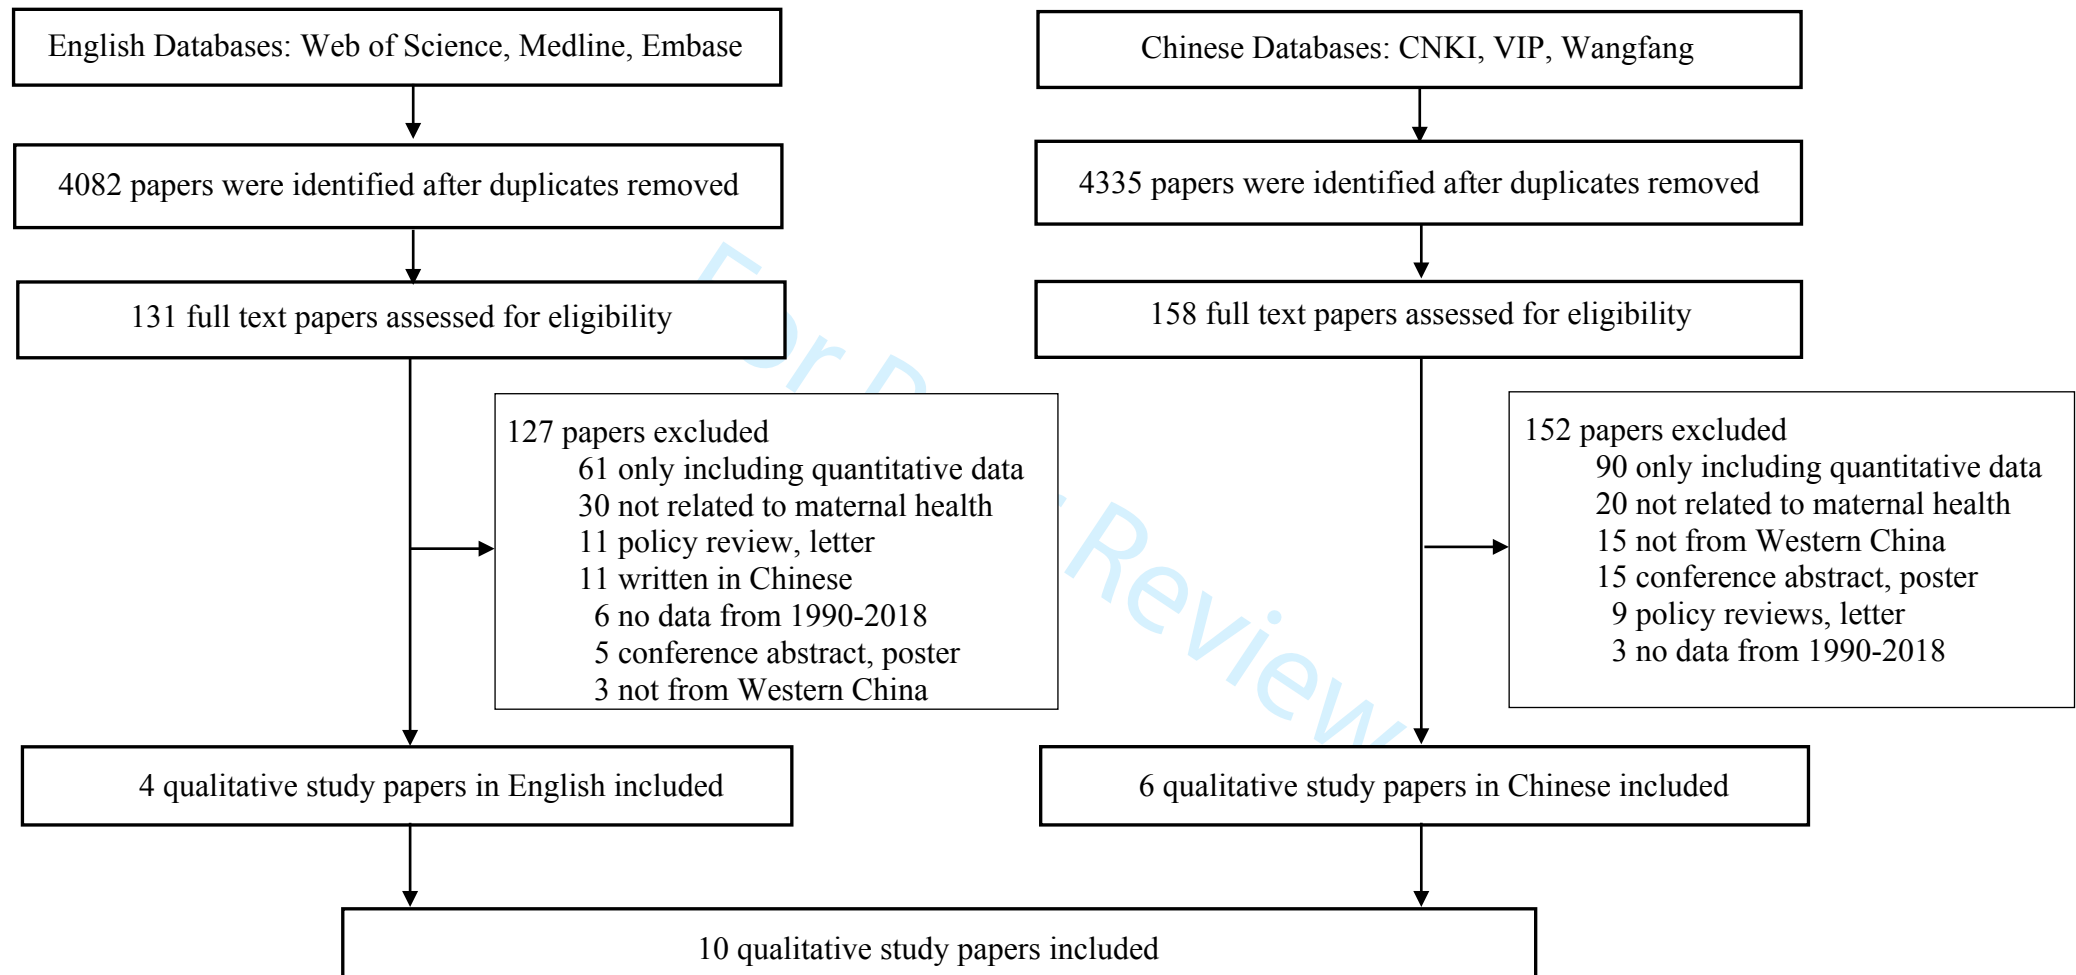 English Databases: Web of Science, Medline, Embase
4082 papers were identified after duplicates removed
131 full text papers assessed for eligibility
127 papers excluded
61 only including quantitative data
30 not related to maternal health
11 policy review, letter
11 written in Chinese
6 no data from 1990-2018
5 conference abstract, poster
3 not from Western China
4 qualitative study papers in English included
Chinese Databases: CNKI, VIP, Wangfang
4335 papers were identified after duplicates removed
158 full text papers assessed for eligibility
152 papers excluded
90 only including quantitative data
20 not related to maternal health
15 not from Western China
15 conference abstract, poster
9 policy reviews, letter
3 no data from 1990-2018
6 qualitative study papers in Chinese included
10 qualitative study papers included
For Review